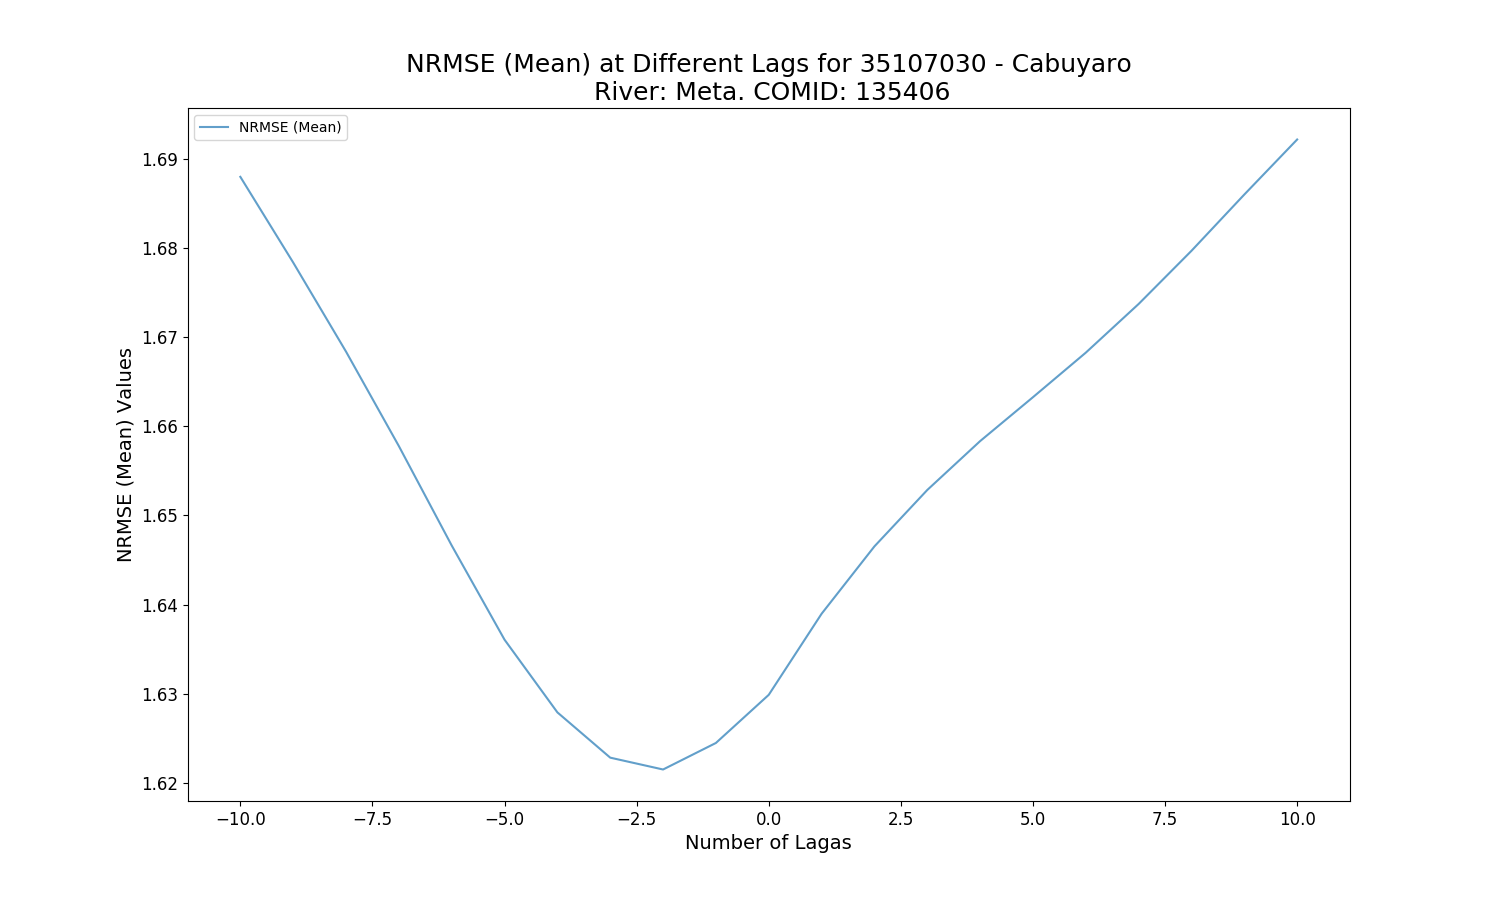 NRMSE (Mean) at Different Lags for 35107030 - Cabuyaro
River: Meta. COMID: 135406
NRMSE (Mean)
1.69
1.68
1.67
1.66
1.65
1.64
1.63
1.62
NRMSE (Mean) Values
−10.0 −7.5 −5.0 −2.5 0.0 2.5 5.0 7.5 10.0
Number of Lagas